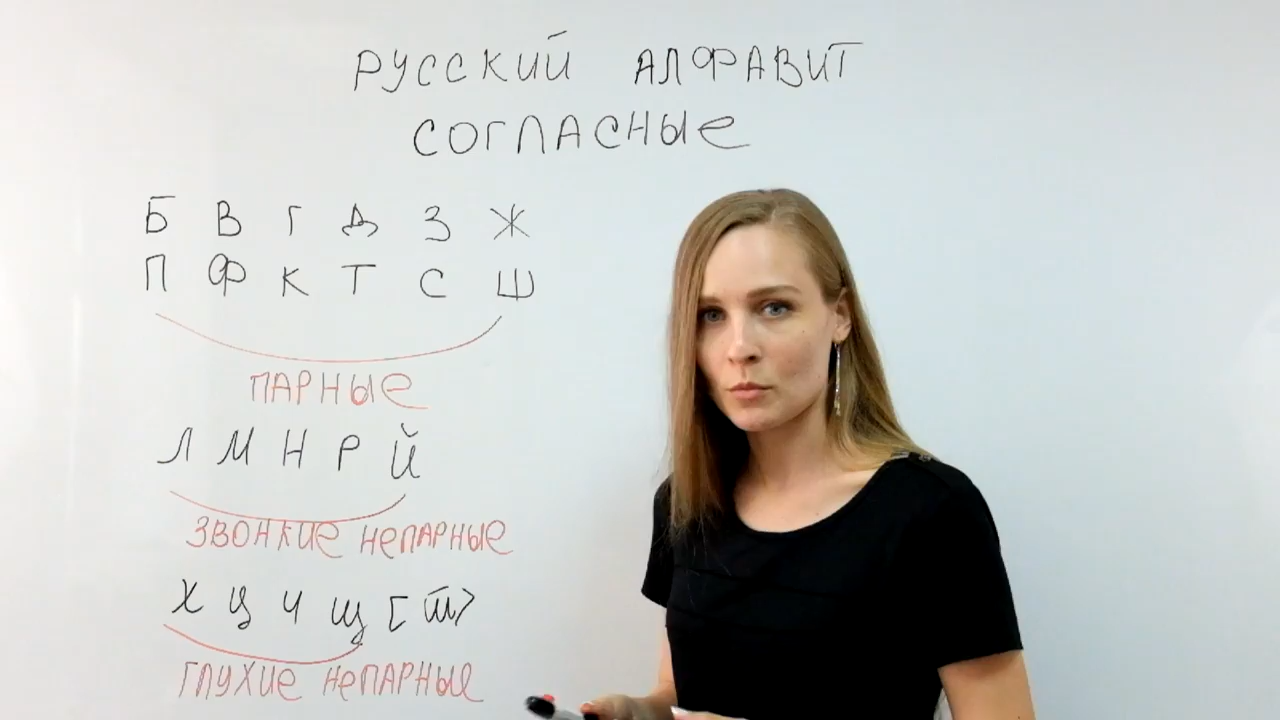 РУССКИЙ АЛФАВИТ
СОГЛАСНЫЕ
Б В Г Д З Ж
П Ф К Т С Ш
ПАРНЫЕ
Л М Н Р Й
ЗВОНКИЕ НЕПАРНЫЕ
Х Ц Ч Щ
ГЛУХИЕ НЕПАРНЫЕ